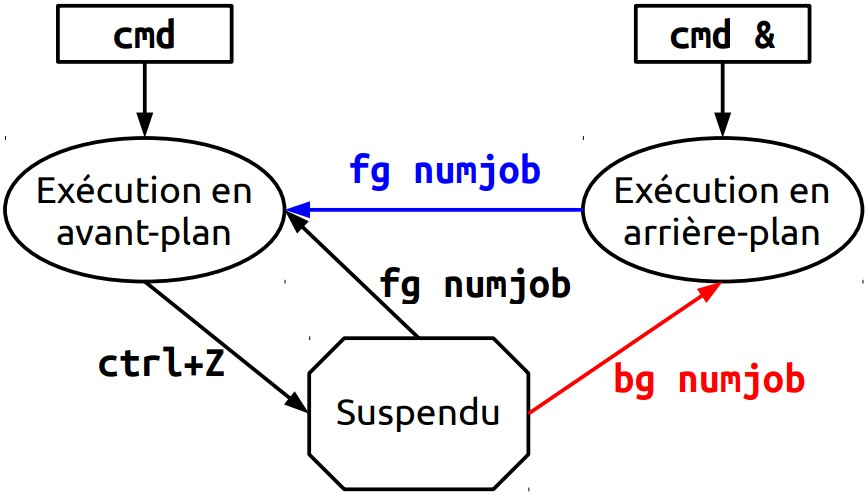 cmd
cmd &
fg numjob
Exécution en
avant-plan
Exécution en
arrière-plan
fg numjob
ctrl+Z
bg numjob
Suspendu